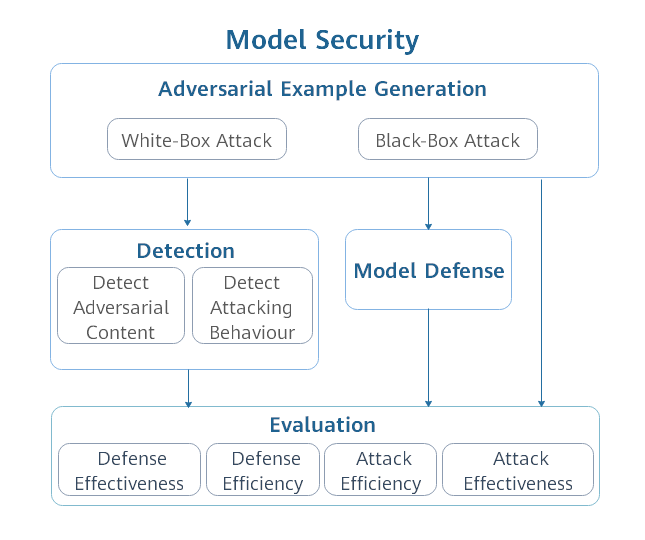 Model Security
Adversarial Example Generation
White-Box Attack
Black-Box Attack
Detection
Detect
Adversarial
Content
Detect
Attacking
Behaviour
Model Defense
Evaluation
Defense
Effectiveness
Defense
Efficiency
Attack
Efficiency
Attack
Effectiveness